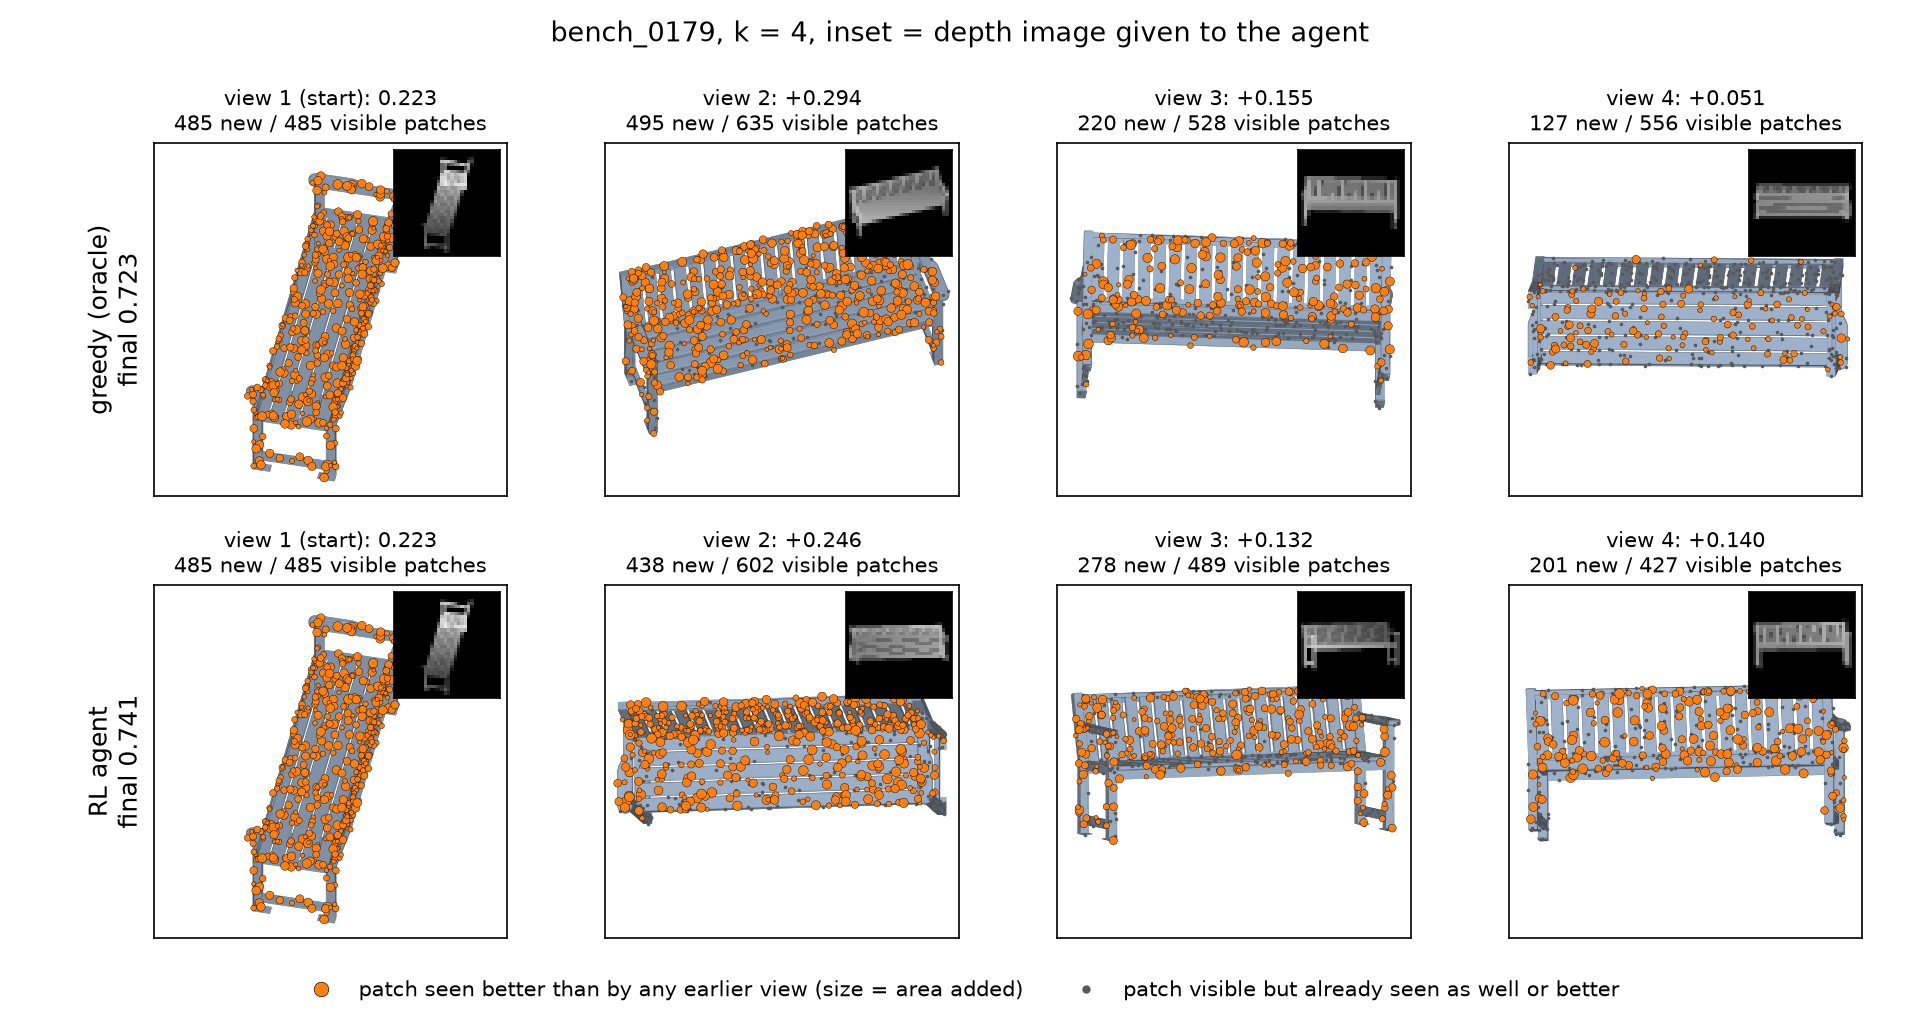 bench_0179, k = 4, inset = depth image given to the agent
view 1 (start): 0.223
485 new / 485 visible patches
view 2: +0.294
495 new / 635 visible patches
view 3: +0.155
220 new / 528 visible patches
view 4: +0.051
127 new / 556 visible patches
greedy (oracle)
final 0.723
view 1 (start): 0.223
485 new / 485 visible patches
view 2: +0.246
438 new / 602 visible patches
view 3: +0.132
278 new / 489 visible patches
view 4: +0.140
201 new / 427 visible patches
RL agent
final 0.741
patch seen better than by any earlier view (size = area added)
patch visible but already seen as well or better